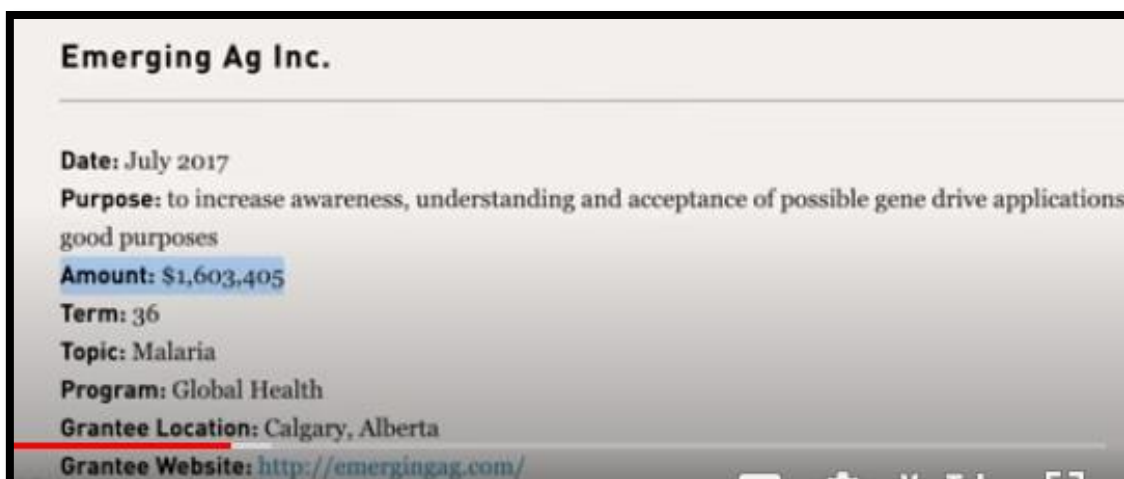 Emerging Ag Inc.
Date: July 2017
Purpose: to increase awareness, understanding and acceptance of possible gene drive applications
good purposes
Amount: $1,603,405
Term: 36
Topic: Malaria
Program: Global Health
Grantee Location: Calgary, Alberta
Grantee Website: http://emergingag.com/